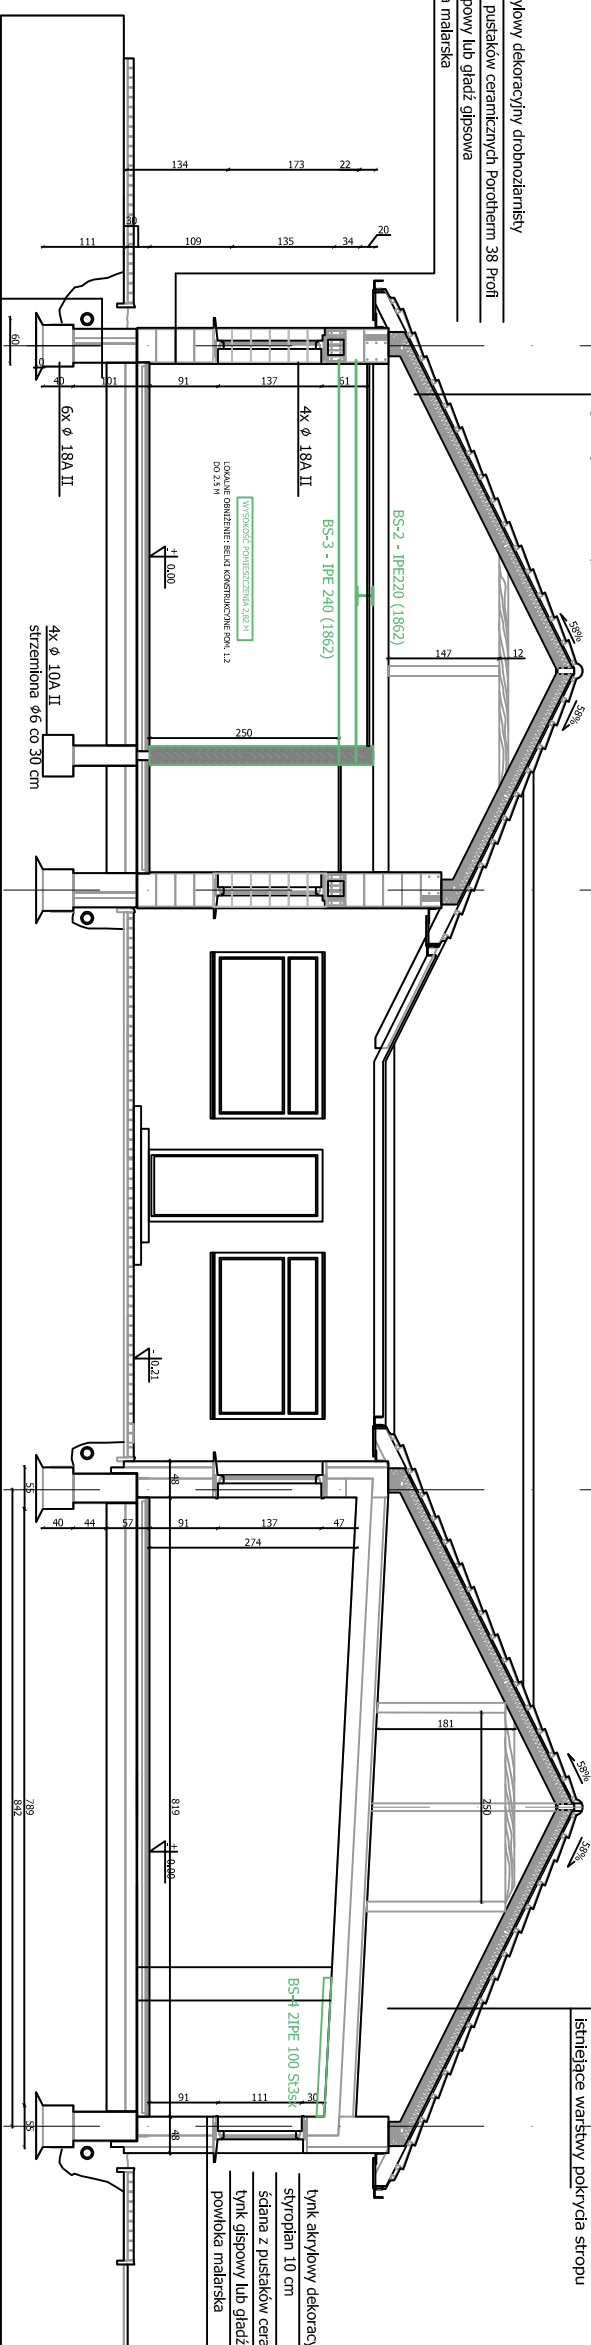 ylowy dekoracyjny drobnoziarnisty
pustaków ceramicznych Porotherm 38 Profi
powy lub gładź gipsowa
a malarska
134
173
22
30
20
111
109
135
34
60
40
101
91
137
61
6x ϕ 18A II
4x ϕ 18A II
BS-2 - IPE220 (1862)
BS-3 - IPE 240 (1862)
WYSOKOŚĆ POMIESZCZENIA 2,82 M
LOKALNE OBNIŻENIE: BELKI KONSTRUKCYJNE POM. 1.2
DO 2.5 M
+ 0.00
-
58%
58%
147
12
250
4x ϕ 10A II
strzemiona ϕ6 co 30 cm
- 0.21
55
48
40
44
57
91
137
47
274
181
250
58%
58%
819
789
842
+ 0.00
-
BS-4 2IPE 100 St3sx
91
111
30
55
48
istniejące warstwy pokrycia stropu
tynk akrylowy dekoracy
styropian 10 cm
ściana z pustaków cera
tynk gispowy lub gładź
powłoka malarska